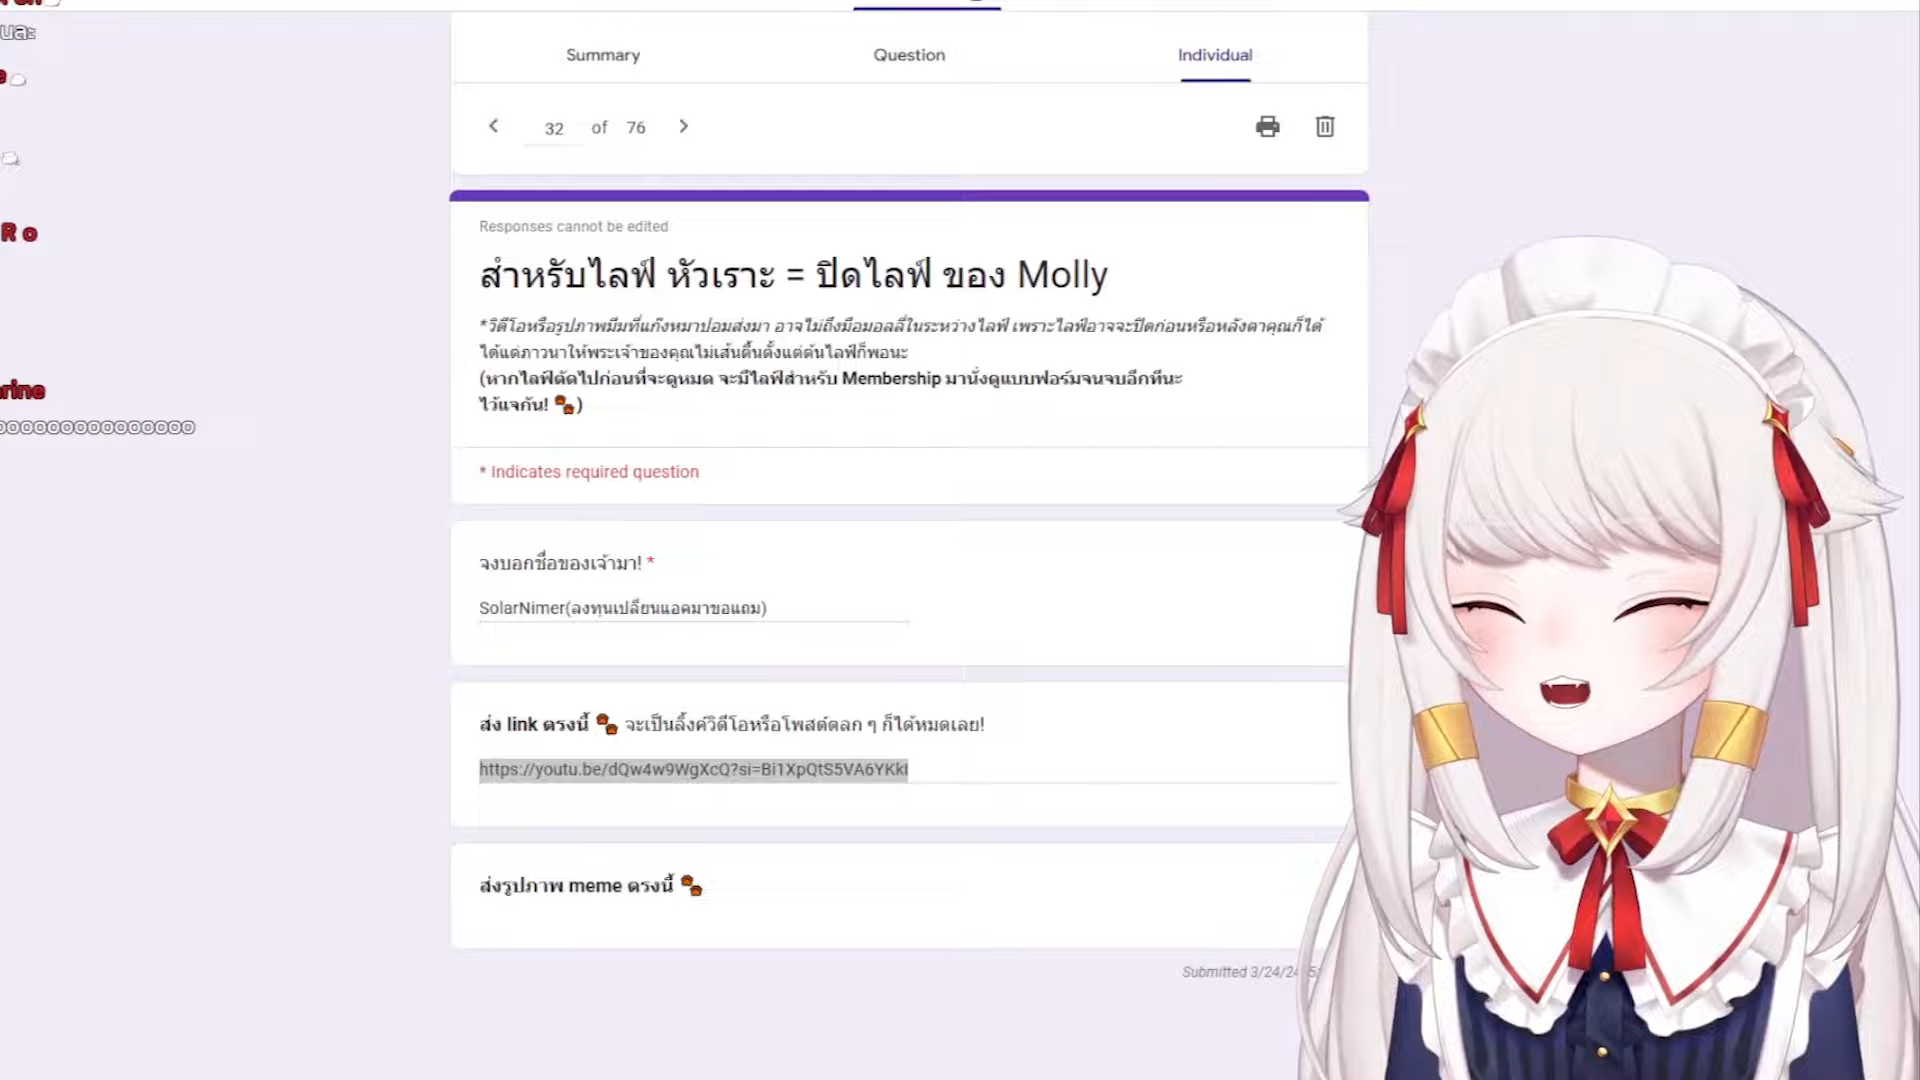 นละ
e
R o
rine
ooooooooooooooo
Summary
Question
Individual
32 of 76
Responses cannot be edited
สำหรับไลฟ์ หัวเราะ = ปิดไลฟ์ ของ Molly
*วิดีโอหรือรูปภาพมีมที่แก๊งหมาปอมส่งมา อาจไม่ถึงมือมอลลี่ในระหว่างไลฟ์ เพราะไลฟ์อาจจะปิดก่อนหรือหลังตาคุณก็ได้
ได้แต่ภาวนาให้พระเจ้าของคุณไม่เส้นตื้นตั้งแต่ต้นไลฟ์ก็พอนะ
(หากไลฟ์ตัดไปก่อนที่จะดูหมด จะมีไลฟ์สำหรับ Membership มานั่งดูแบบฟอร์มจนจบอีกทีนะ
ไว้แจกัน! 🐾)
* Indicates required question
จงบอกชื่อของเจ้ามา! *
SolarNimer(ลงทุนเปลี่ยนแอคมาขอแถม)
ส่ง link ตรงนี้ 🐾 จะเป็นลิ้งค์วิดีโอหรือโพสต์ตลก ๆ ก็ได้หมดเลย!
https://youtu.be/dQw4w9WgXcQ?si=Bi1XpQtS5VA6YKkI
ส่งรูปภาพ meme ตรงนี้ 🐾
Submitted 3/24/24